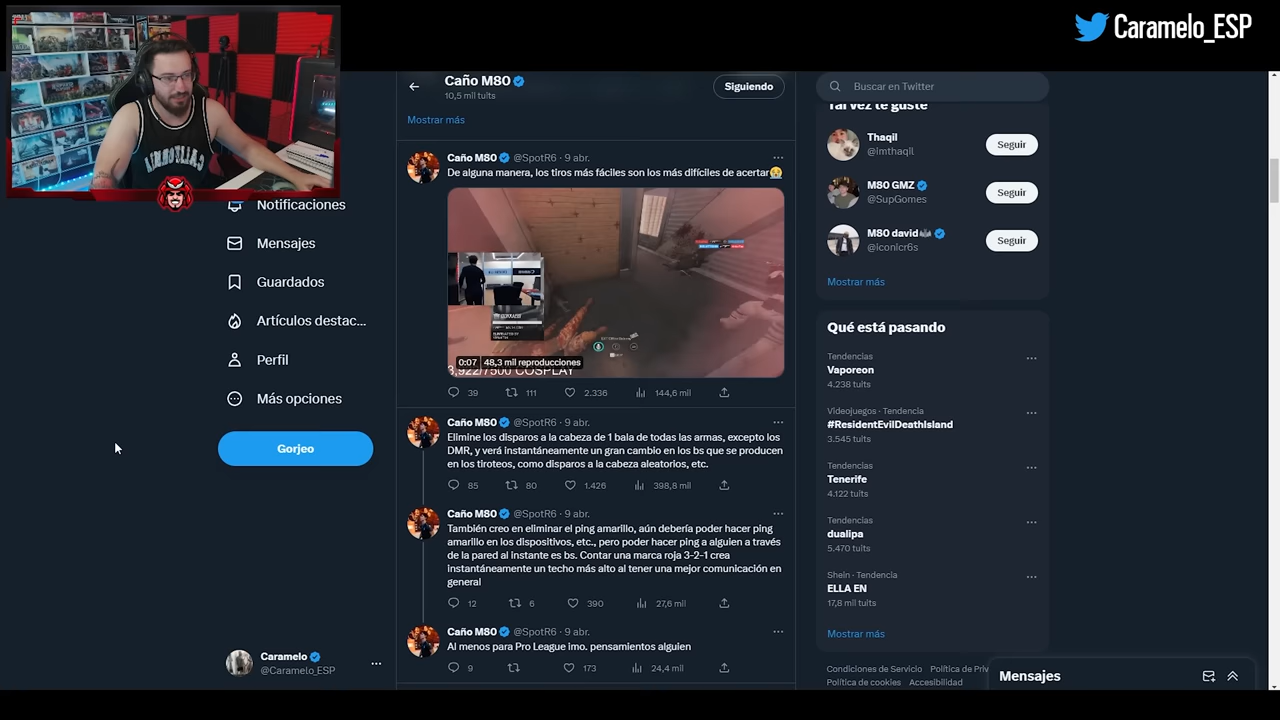 Caramelo_ESP
Caño M80
10,5 mil tuits
Siguiendo
Mostrar más
Buscar en Twitter
Tal vez te guste
Notificaciones
Mensajes
Guardados
Artículos destac...
Perfil
Más opciones
Gorjeo
Caramelo
@Caramelo_ESP
Caño M80 @SpotR6 · 9 abr.
De alguna manera, los tiros más fáciles son los más difíciles de acertar😭
0:07 48,3 mil reproducciones
3,922/7500 COSPLAY
39 111 2.336 144,6 mil
Caño M80 @SpotR6 · 9 abr.
Elimine los disparos a la cabeza de 1 bala de todas las armas, excepto los
DMR, y verá instantáneamente un gran cambio en los bs que se producen
en los tiroteos, como disparos a la cabeza aleatorios, etc.
85 80 1.426 398,8 mil
Caño M80 @SpotR6 · 9 abr.
También creo en eliminar el ping amarillo, aún debería poder hacer ping
amarillo en los dispositivos, etc., pero poder hacer ping a alguien a través
de la pared al instante es bs. Contar una marca roja 3-2-1 crea
instantáneamente un techo más alto al tener una mejor comunicación en
general
12 6 390 27,6 mil
Caño M80 @SpotR6 · 9 abr.
Al menos para Pro League imo. pensamientos alguien
9 173 24,4 mil
Thaqil
@Imthaqil
Seguir
M80 GMZ
@SupGomes
Seguir
M80 david
@iconicr6s
Seguir
Mostrar más
Qué está pasando
Tendencias
Vaporeon
4.238 tuits
Videojuegos · Tendencia
#ResidentEvilDeathIsland
3.545 tuits
Tendencias
Tenerife
4.122 tuits
Tendencias
dualipa
5.470 tuits
Shein · Tendencia
ELLA EN
17,8 mil tuits
Mostrar más
Condiciones de Servicio Política de Priv
Política de cookies Accesibilidad
Mensajes